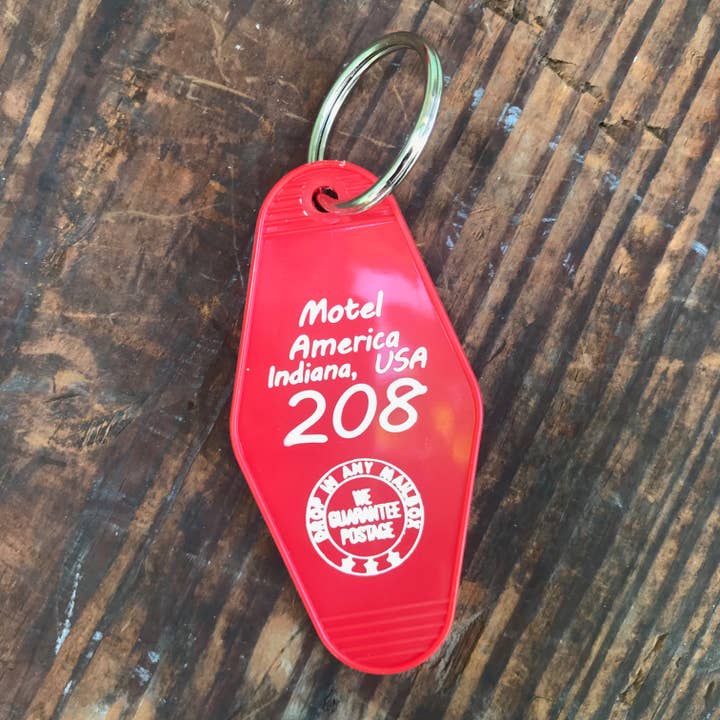 Motel
America
Indiana, USA
208
DROP IN ANY MAILBOX
WE
GUARANTEE
POSTAGE